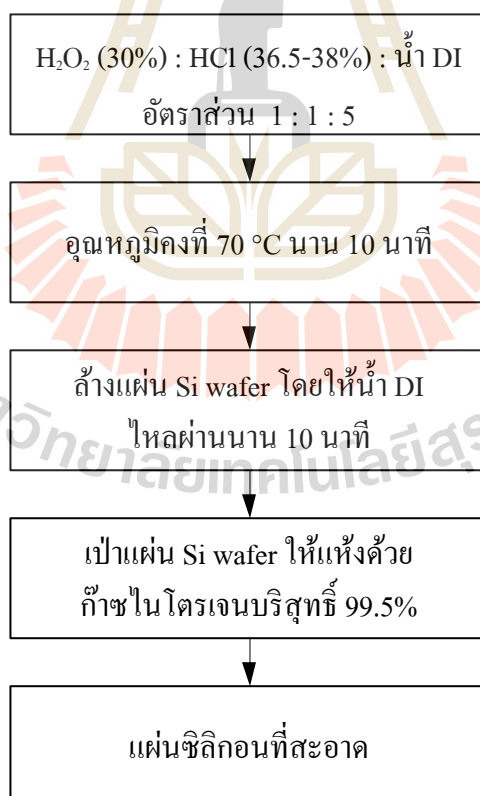 H₂O₂ (30%) : HCl (36.5-38%) : น้ำ DI
อัตราส่วน 1 : 1 : 5
อุณหภูมิคงที่ 70 °C นาน 10 นาที
ล้างแผ่น Si wafer โดยให้น้ำ DI
ไหลผ่านนาน 10 นาที
เป่าแผ่น Si wafer ให้แห้งด้วย
ก๊าซไนโตรเจนบริสุทธิ์ 99.5%
แผ่นซิลิกอนที่สะอาด